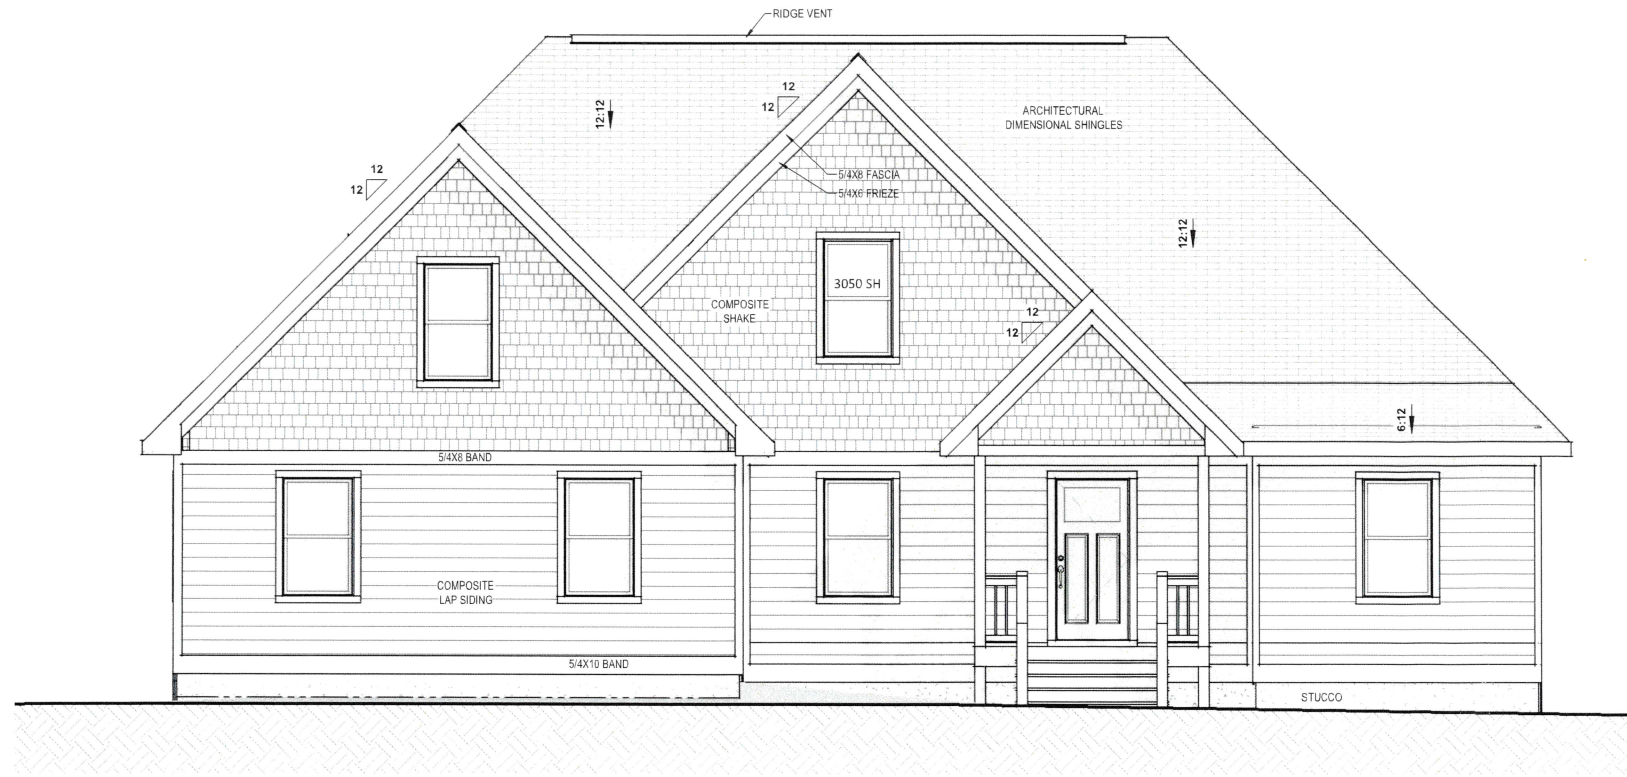 RIDGE VENT
12
12
12:12
ARCHITECTURAL
DIMENSIONAL SHINGLES
12
12
5/4X8 FASCIA
5/4X6 FRIEZE
12:12
3050 SH
COMPOSITE
SHAKE
12
12
6:12
5/4X8 BAND
COMPOSITE
LAP SIDING
5/4X10 BAND
STUCCO